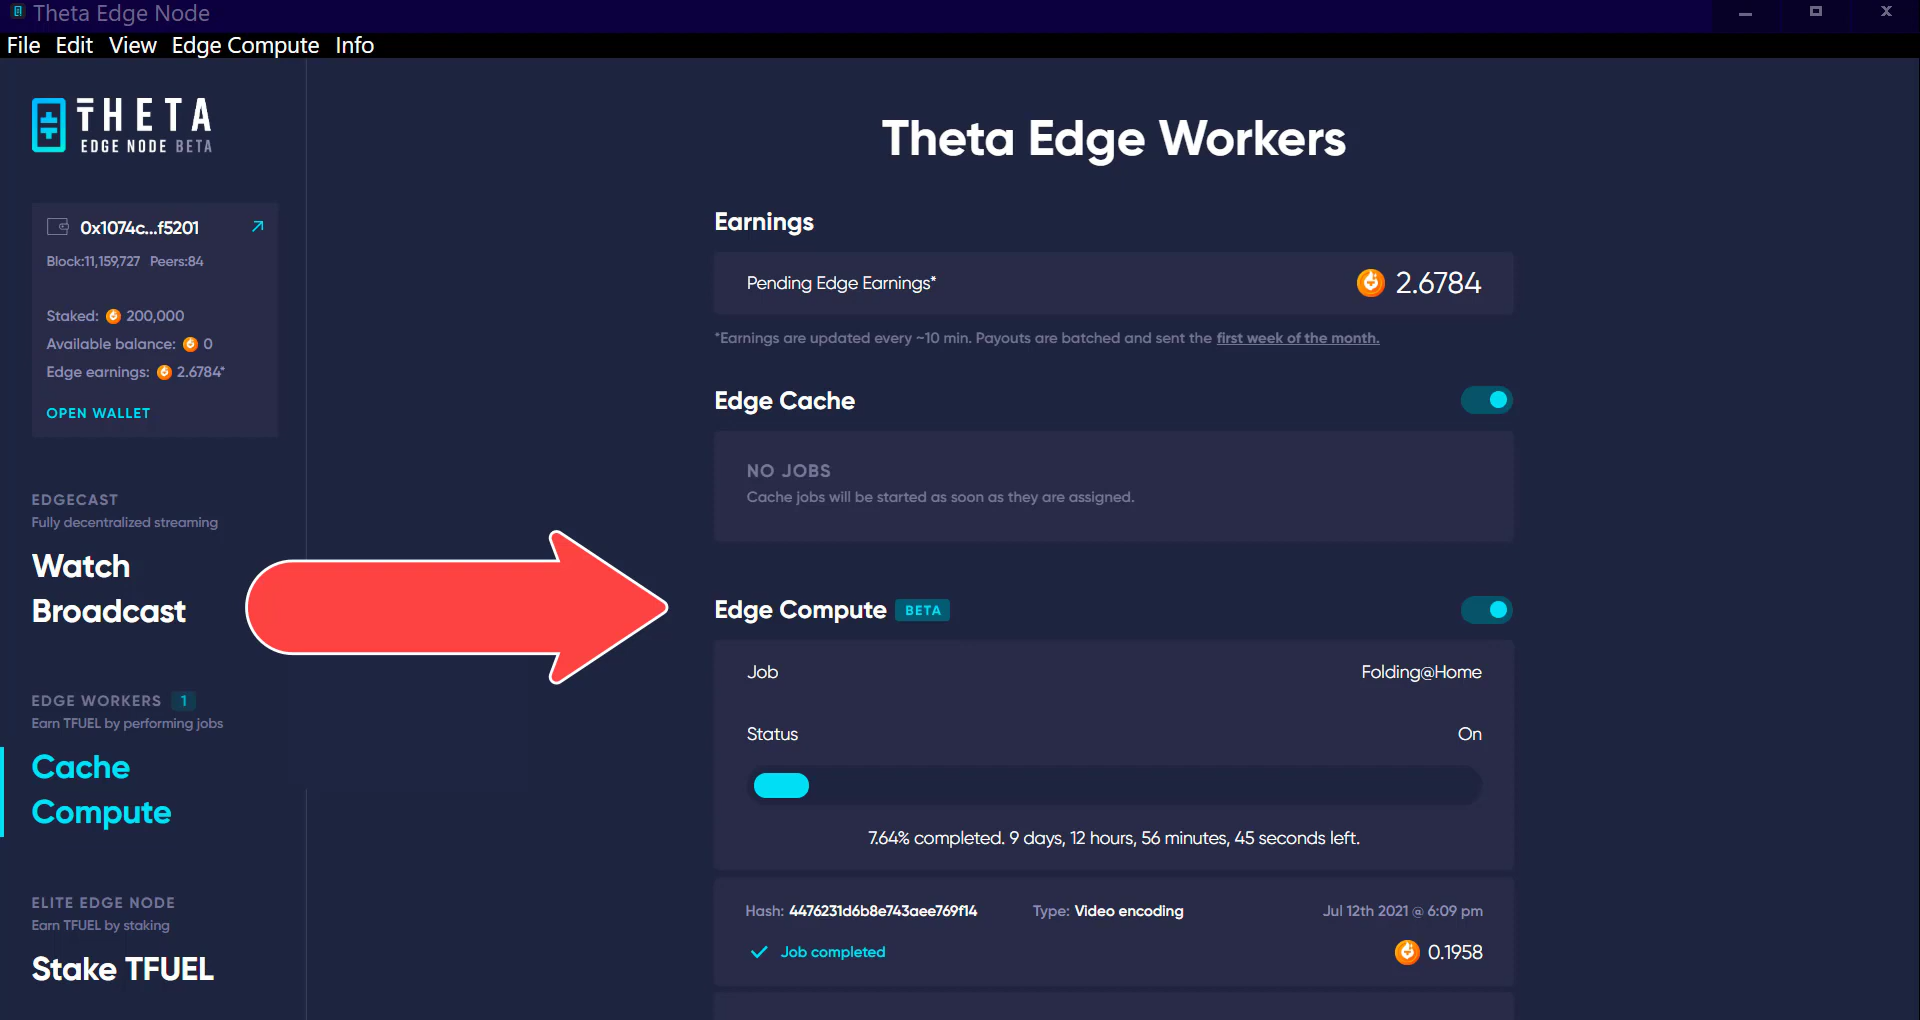 Theta Edge Node
File Edit View Edge Compute Info
THETA
EDGE NODE BETA
0x1074c...f5201
Block:11,159,727 Peers:84
Staked: 200,000
Available balance: 0
Edge earnings: 2.6784*
OPEN WALLET
EDGECAST
Fully decentralized streaming
Watch
Broadcast
EDGE WORKERS 1
Earn TFUEL by performing jobs
Cache
Compute
ELITE EDGE NODE
Earn TFUEL by staking
Stake TFUEL
Theta Edge Workers
Earnings
Pending Edge Earnings* 2.6784
*Earnings are updated every ~10 min. Payouts are batched and sent the first week of the month.
Edge Cache
NO JOBS
Cache jobs will be started as soon as they are assigned.
Edge Compute BETA
Job Folding@Home
Status On
7.64% completed. 9 days, 12 hours, 56 minutes, 45 seconds left.
Hash: 4476231d6b8e743aee769f14 Type: Video encoding Jul 12th 2021 @ 6:09 pm
Job completed 0.1958